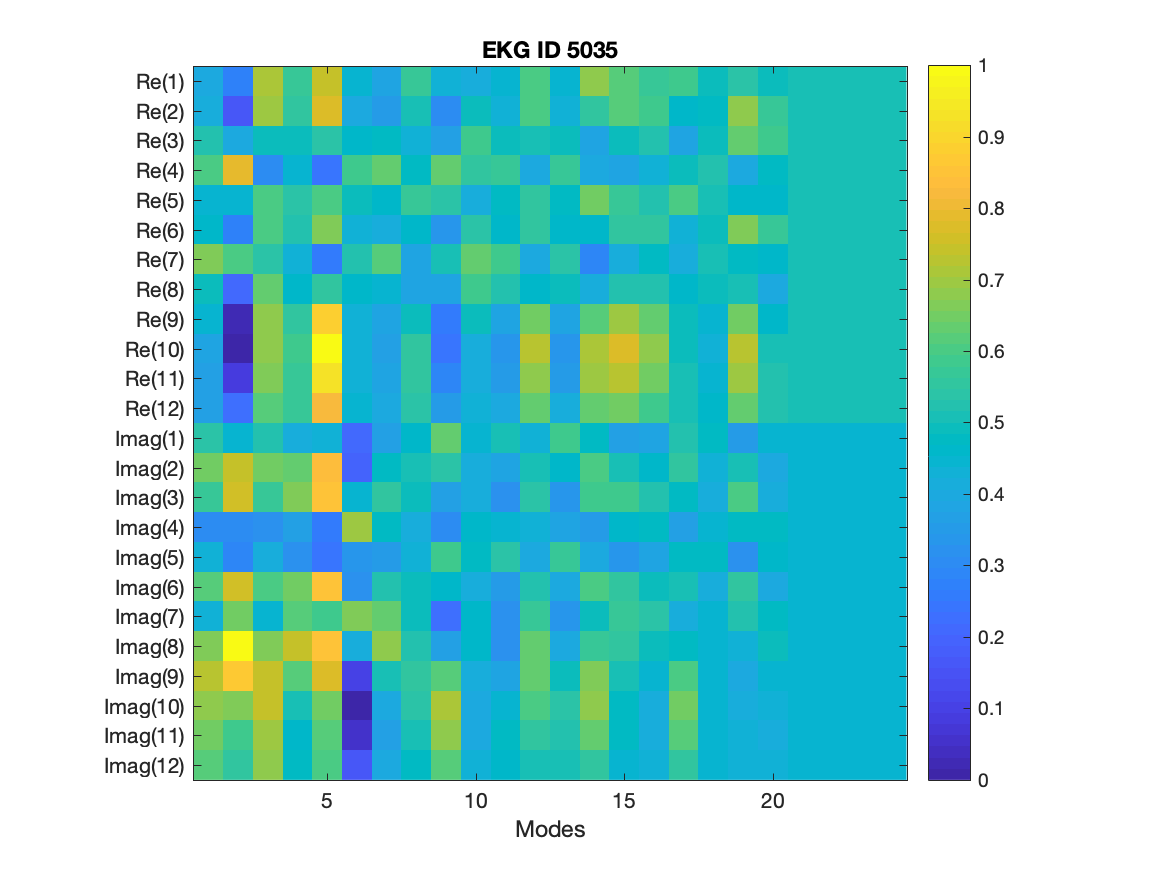 EKG ID 5035
Re(1)
Re(2)
Re(3)
Re(4)
Re(5)
Re(6)
Re(7)
Re(8)
Re(9)
Re(10)
Re(11)
Re(12)
Imag(1)
Imag(2)
Imag(3)
Imag(4)
Imag(5)
Imag(6)
Imag(7)
Imag(8)
Imag(9)
Imag(10)
Imag(11)
Imag(12)
5 10 15 20
Modes
1
0.9
0.8
0.7
0.6
0.5
0.4
0.3
0.2
0.1
0